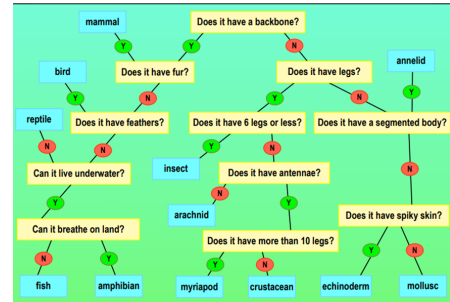 mammal
Does it have a backbone?
Y
Y
N
bird
Does it have fur?
Does it have legs?
annelid
Y
N
Y
N
Y
reptile
Does it have feathers?
Does it have 6 legs or less?
Does it have a segmented body?
N
N
Y
N
Can it live underwater?
insect
Does it have antennae?
N
Y
N
Y
arachnid
Can it breathe on land?
Does it have more than 10 legs?
Does it have spiky skin?
N
Y
Y
N
Y
N
fish
amphibian
myriapod
crustacean
echinoderm
mollusc